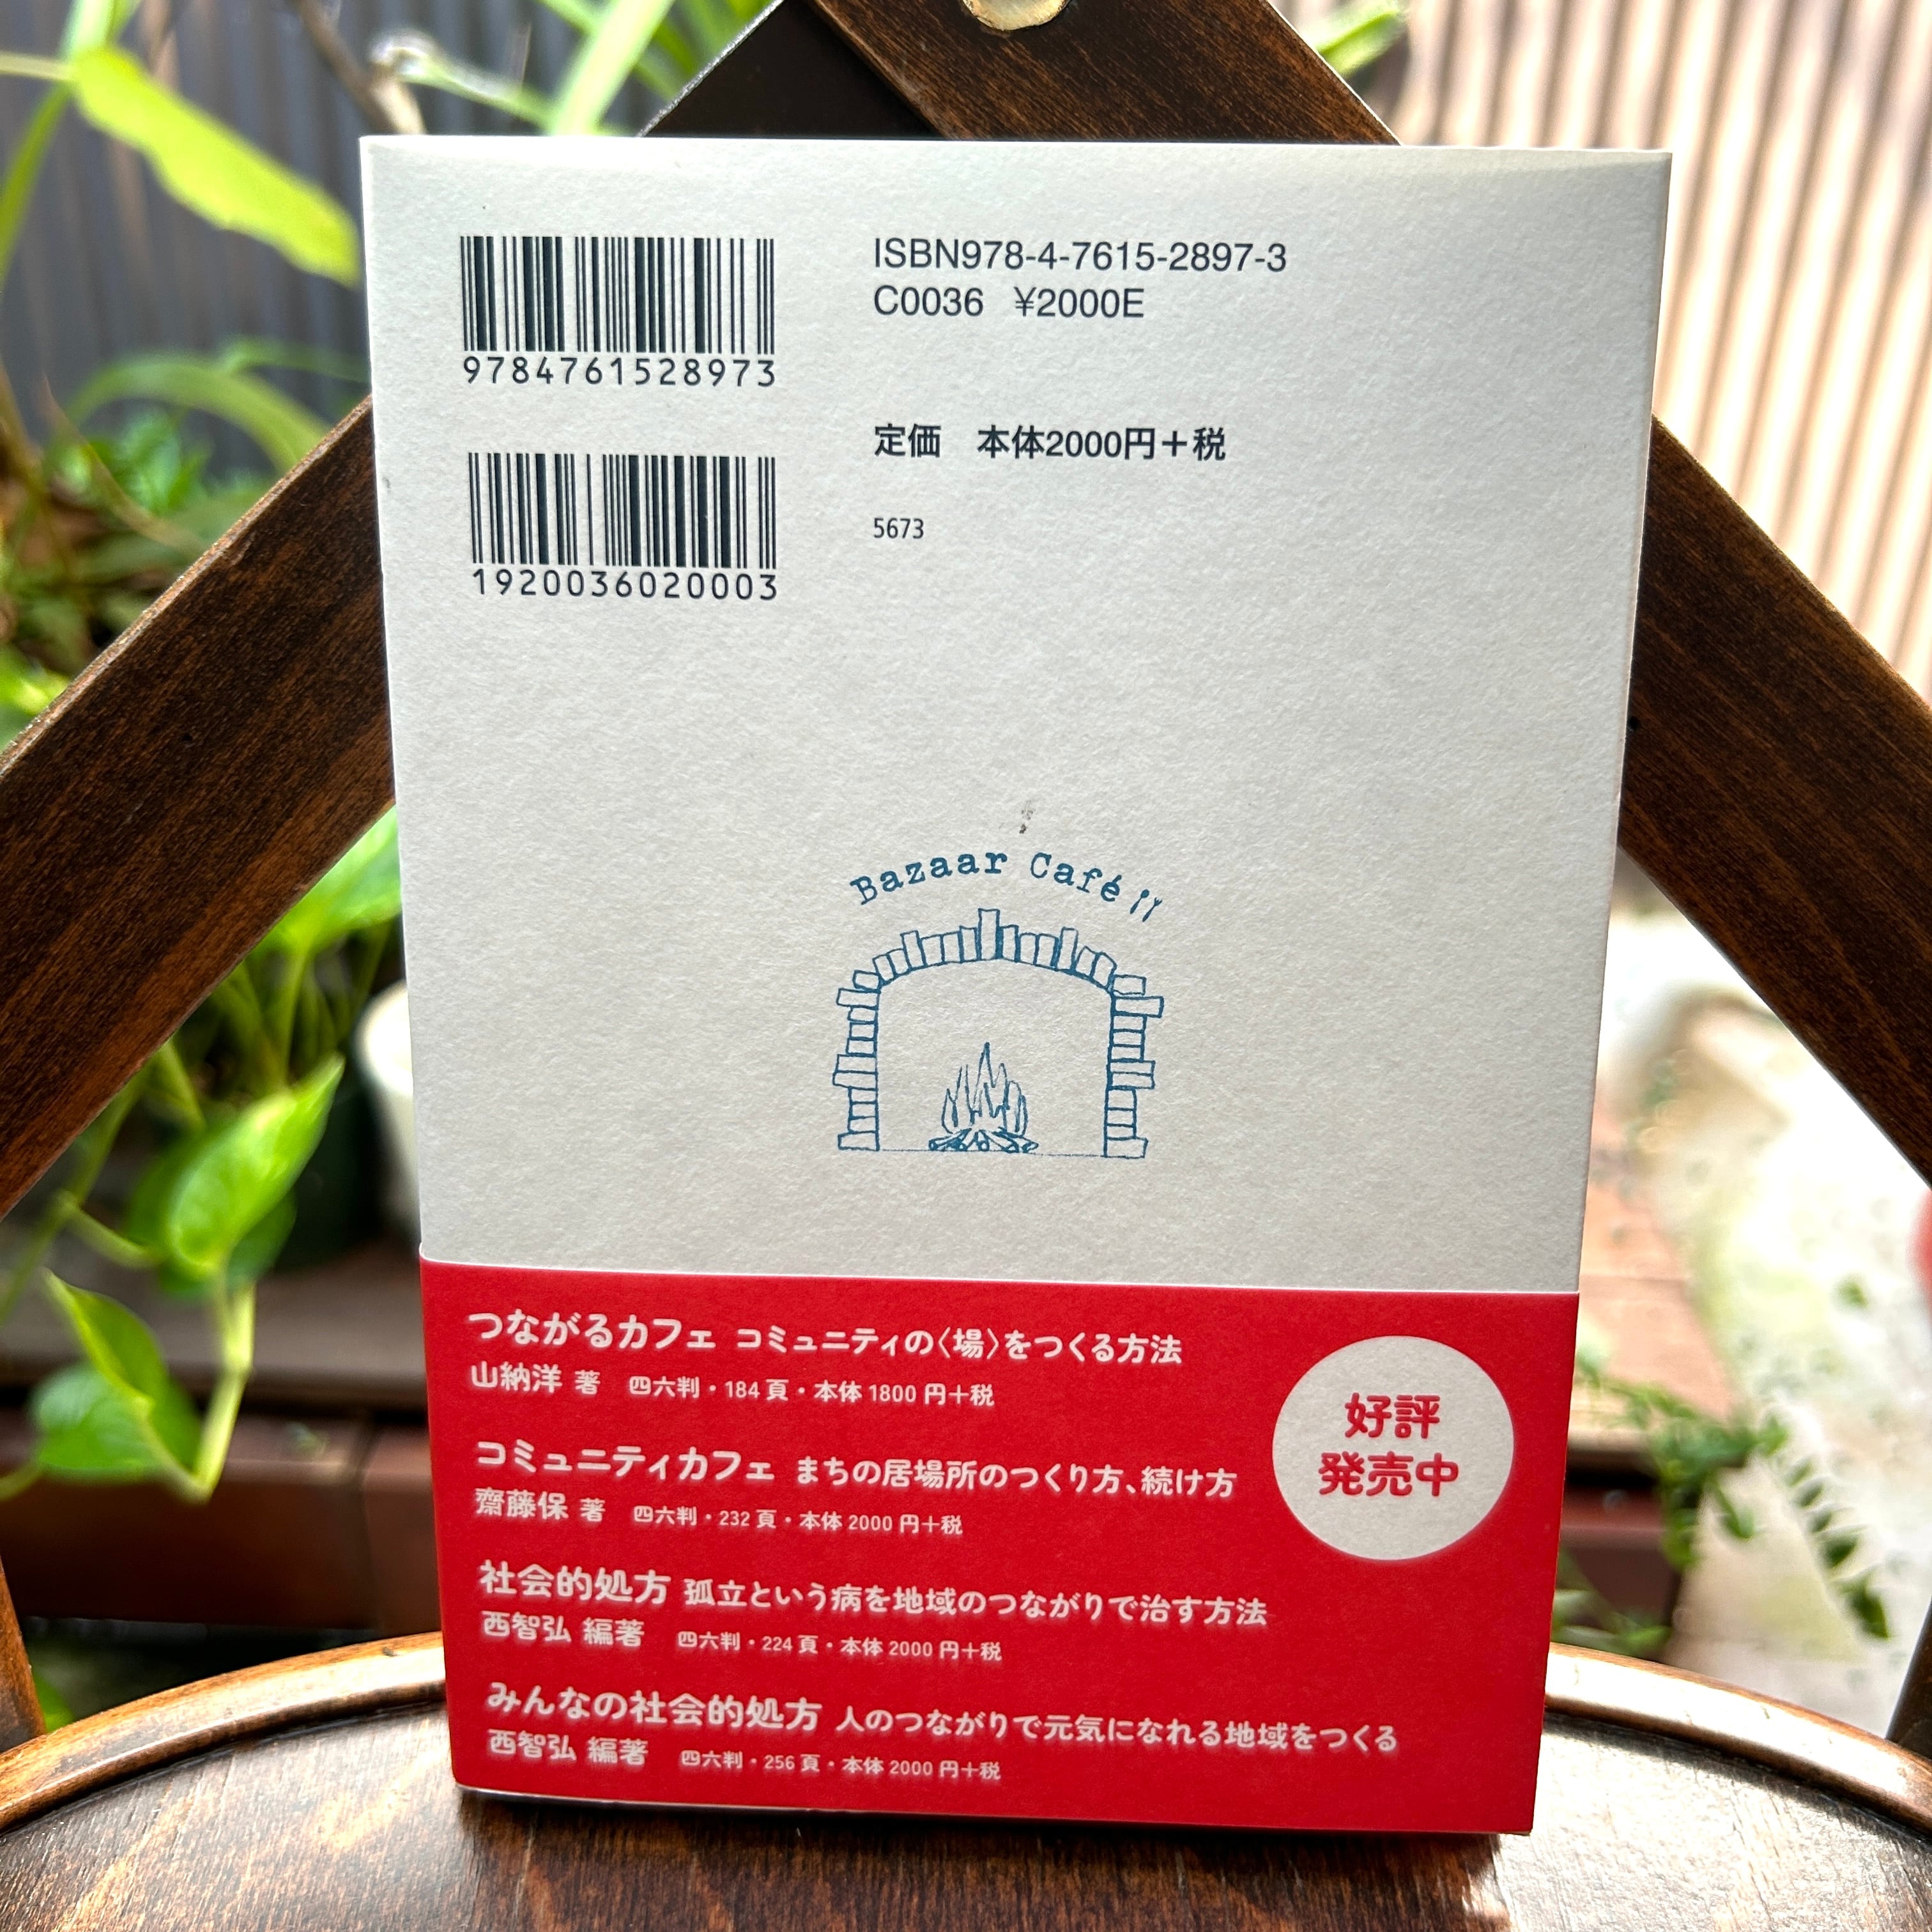 ISBN978-4-7615-2897-3
C0036 ¥2000E
9784761528973
定価 本体2000円+税
5673
1920036020003
Bazaar Café
つながるカフェ コミュニティの〈場〉をつくる方法
山納洋 著 四六判・184頁・本体1800円+税
コミュニティカフェ まちの居場所のつくり方、続け方
齋藤保 著 四六判・232頁・本体2000円+税
社会的処方 孤立という病を地域のつながりで治す方法
西智弘 編著 四六判・224頁・本体2000円+税
みんなの社会的処方 人のつながりで元気になれる地域をつくる
西智弘 編著 四六判・256頁・本体2000円+税
好評
発売中